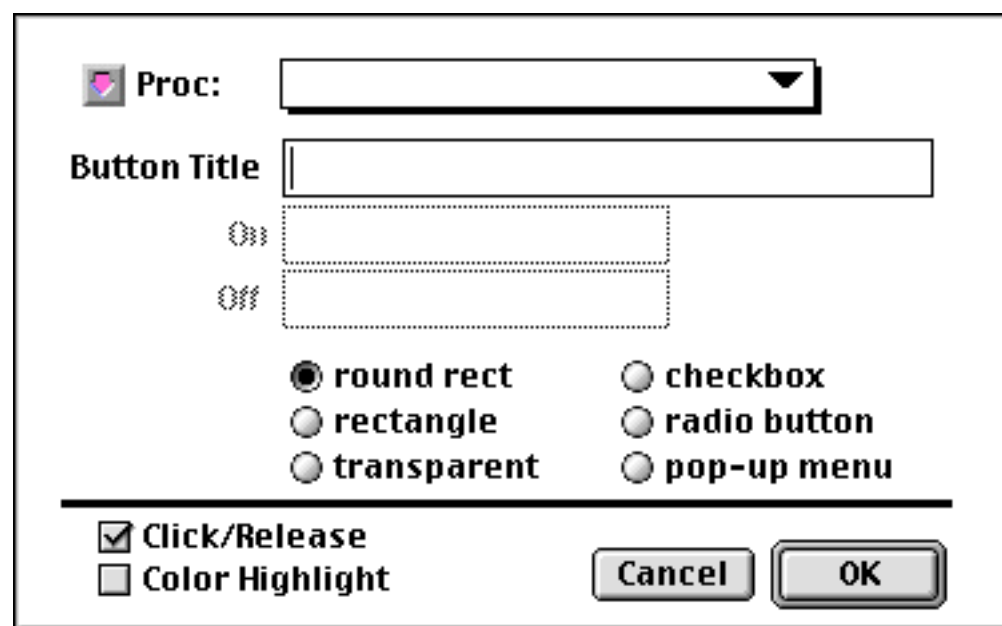 Proc:
Button Title
On
Off
round rect
checkbox
rectangle
radio button
transparent
pop-up menu
Click/Release
Color Highlight
Cancel
OK